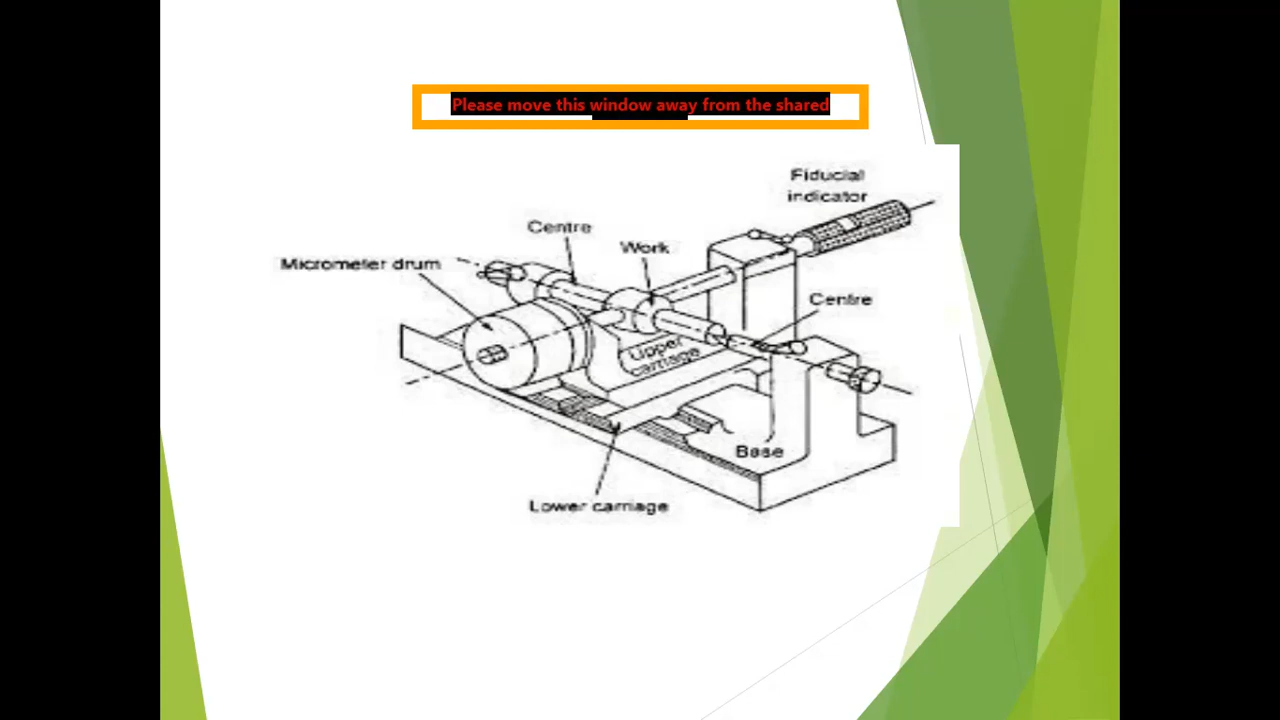 Please move this window away from the shared
Fiducial
indicator
Centre
Work
Micrometer drum
Centre
Upper
carriage
Base
Lower carriage